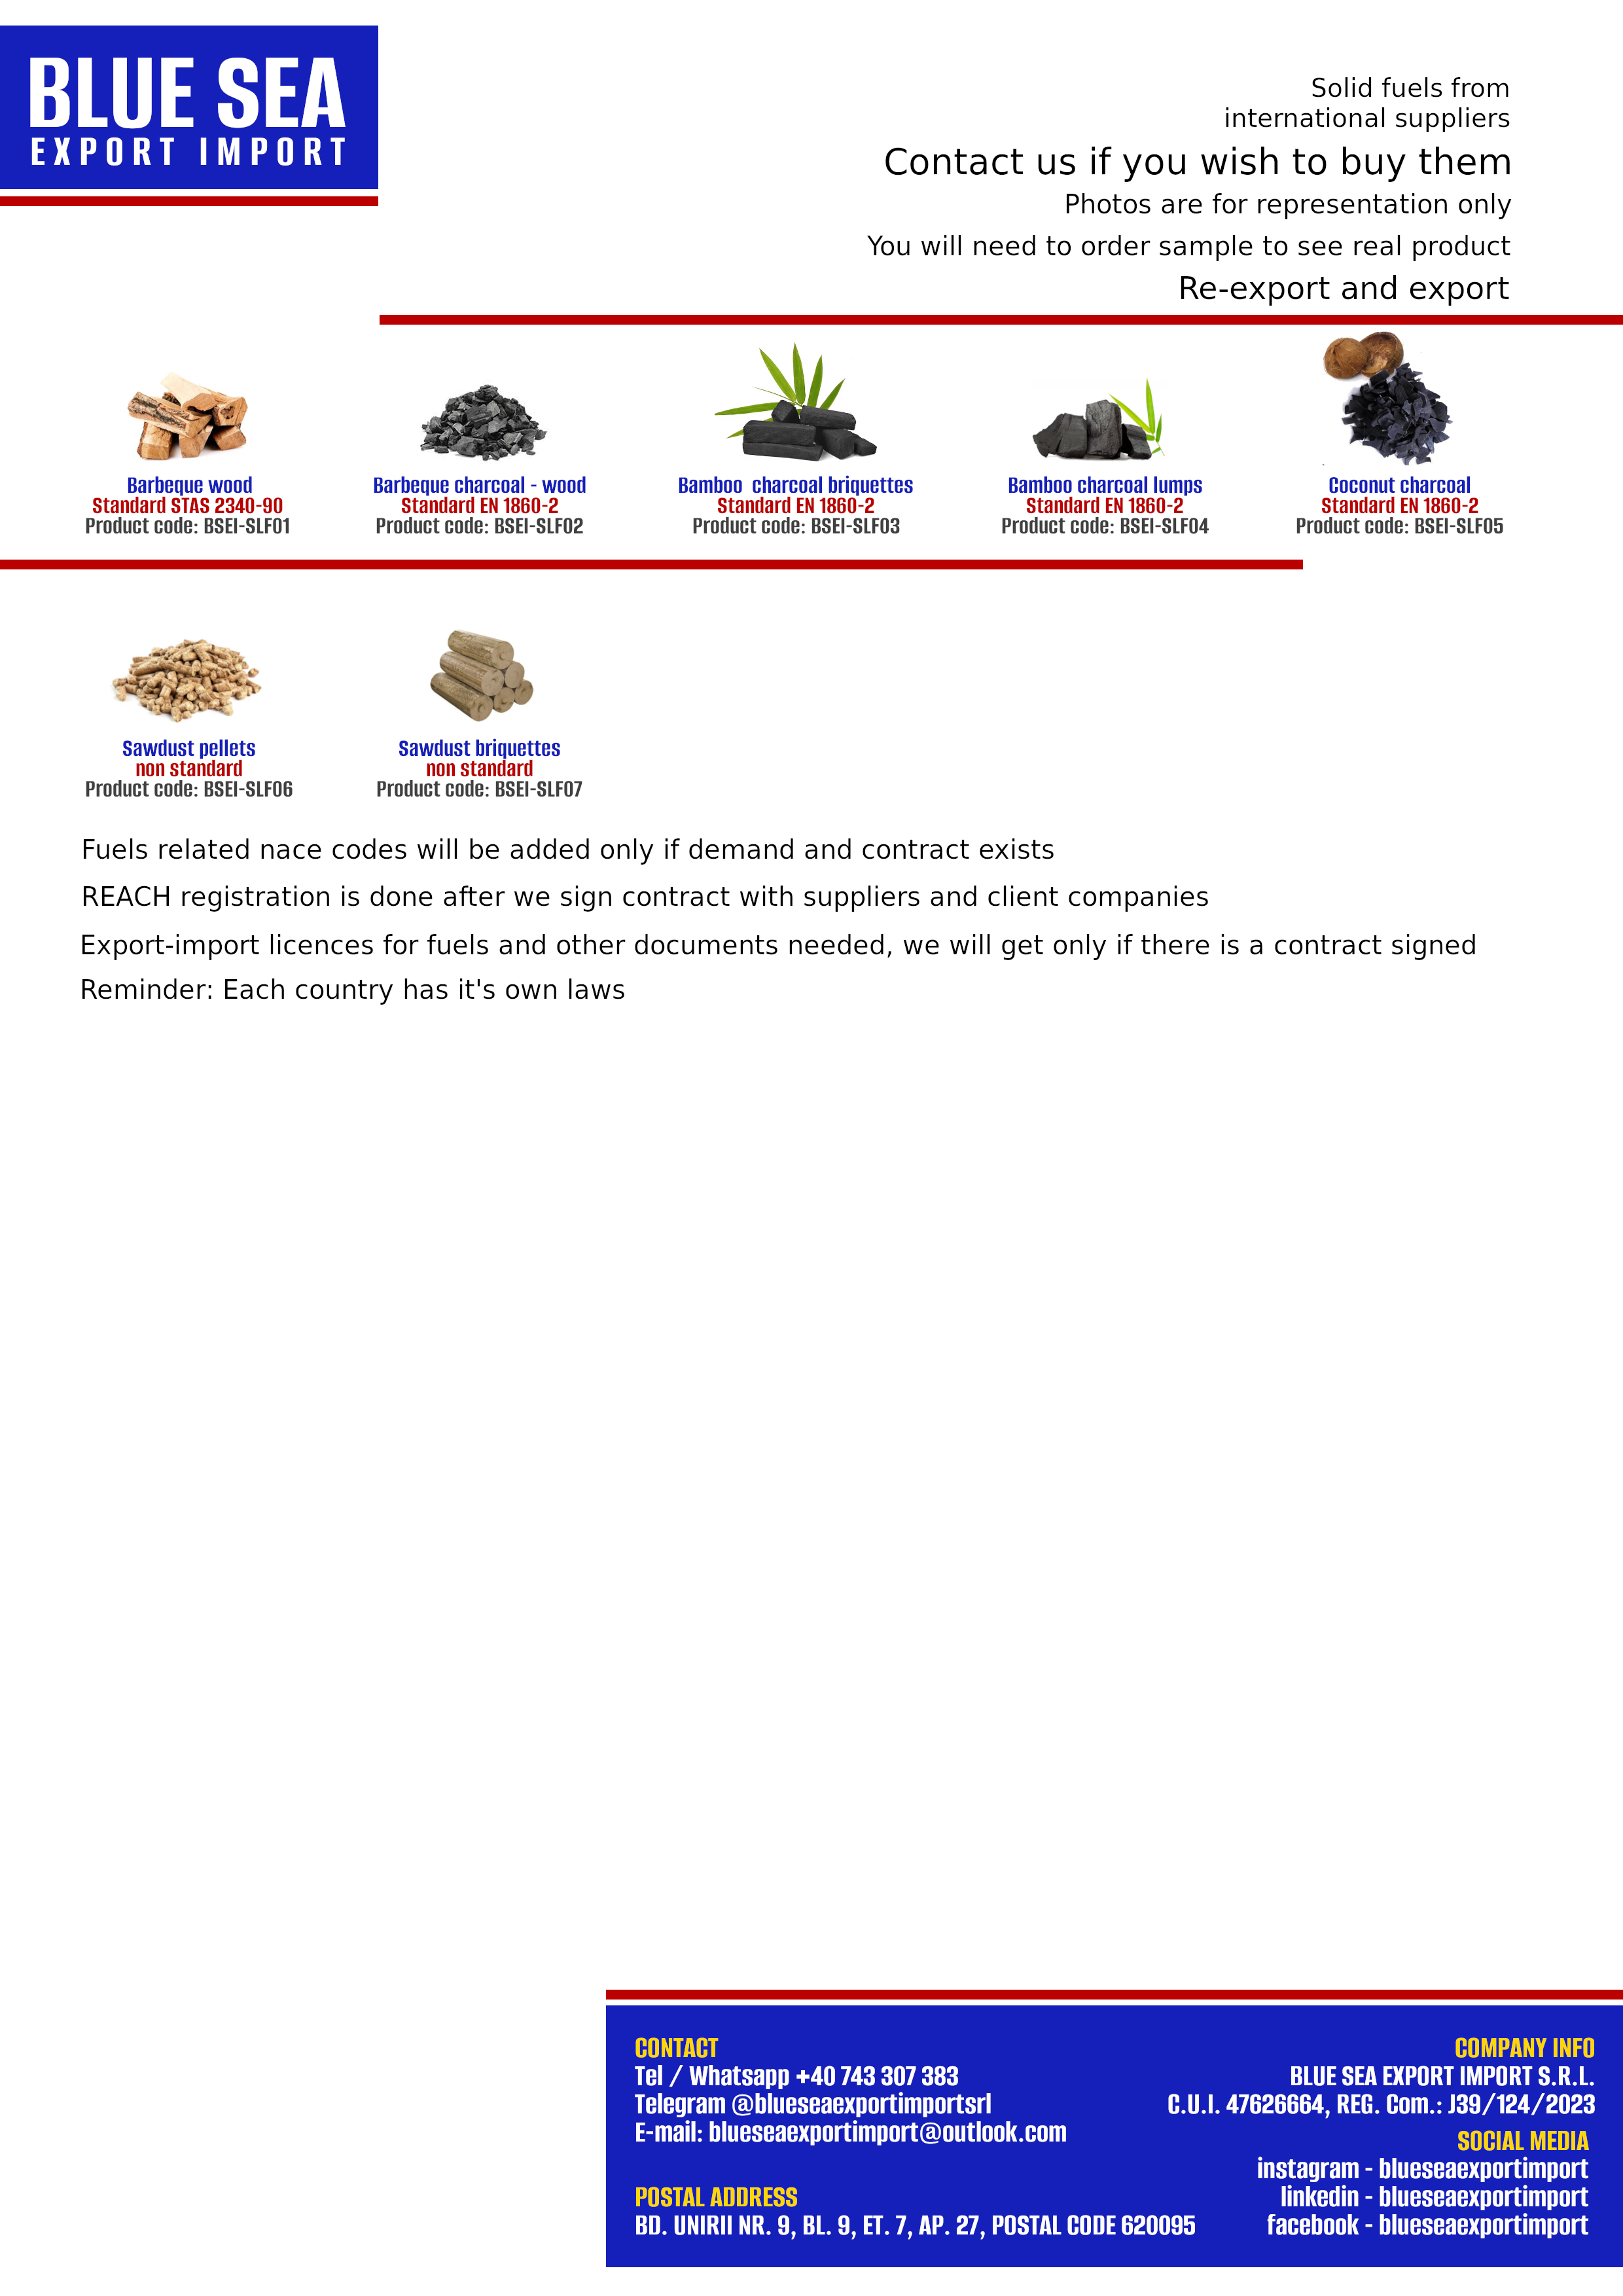 BLUE SEA
EXPORT IMPORT
Solid fuels from
international suppliers
Contact us if you wish to buy them
Photos are for representation only
You will need to order sample to see real product
Re-export and export
Barbeque wood
Standard STAS 2340-90
Product code: BSEI-SLF01
Barbeque charcoal - wood
Standard EN 1860-2
Product code: BSEI-SLF02
Bamboo charcoal briquettes
Standard EN 1860-2
Product code: BSEI-SLF03
Bamboo charcoal lumps
Standard EN 1860-2
Product code: BSEI-SLF04
Coconut charcoal
Standard EN 1860-2
Product code: BSEI-SLF05
Sawdust pellets
non standard
Product code: BSEI-SLF06
Sawdust briquettes
non standard
Product code: BSEI-SLF07
Fuels related nace codes will be added only if demand and contract exists
REACH registration is done after we sign contract with suppliers and client companies
Export-import licences for fuels and other documents needed, we will get only if there is a contract signed
Reminder: Each country has it's own laws
CONTACT
Tel / Whatsapp +40 743 307 383
Telegram @blueseaexportimportsrl
E-mail: blueseaexportimport@outlook.com
POSTAL ADDRESS
BD. UNIRII NR. 9, BL. 9, ET. 7, AP. 27, POSTAL CODE 620095
COMPANY INFO
BLUE SEA EXPORT IMPORT S.R.L.
C.U.I. 47626664, REG. Com.: J39/124/2023
SOCIAL MEDIA
instagram - blueseaexportimport
linkedin - blueseaexportimport
facebook - blueseaexportimport